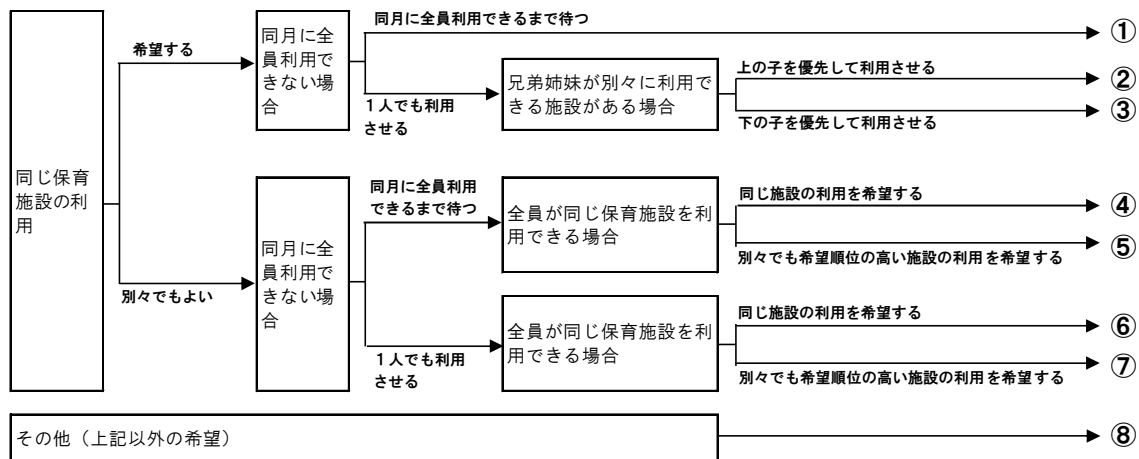 同月に全員利用できるまで待つ
①
希望する
同月に全
員利用で
きない場
合
上の子を優先して利用させる
②
兄弟姉妹が別々に利用で
きる施設がある場合
１人でも利用
させる
③
下の子を優先して利用させる
同じ保育
施設の利
用
同月に全員利用
できるまで待つ
同じ施設の利用を希望する
④
全員が同じ保育施設を利
用できる場合
⑤
別々でも希望順位の高い施設の利用を希望する
同月に全
員利用で
きない場
合
別々でもよい
同じ施設の利用を希望する
⑥
全員が同じ保育施設を利
用できる場合
１人でも利用
させる
⑦
別々でも希望順位の高い施設の利用を希望する
その他（上記以外の希望）
⑧